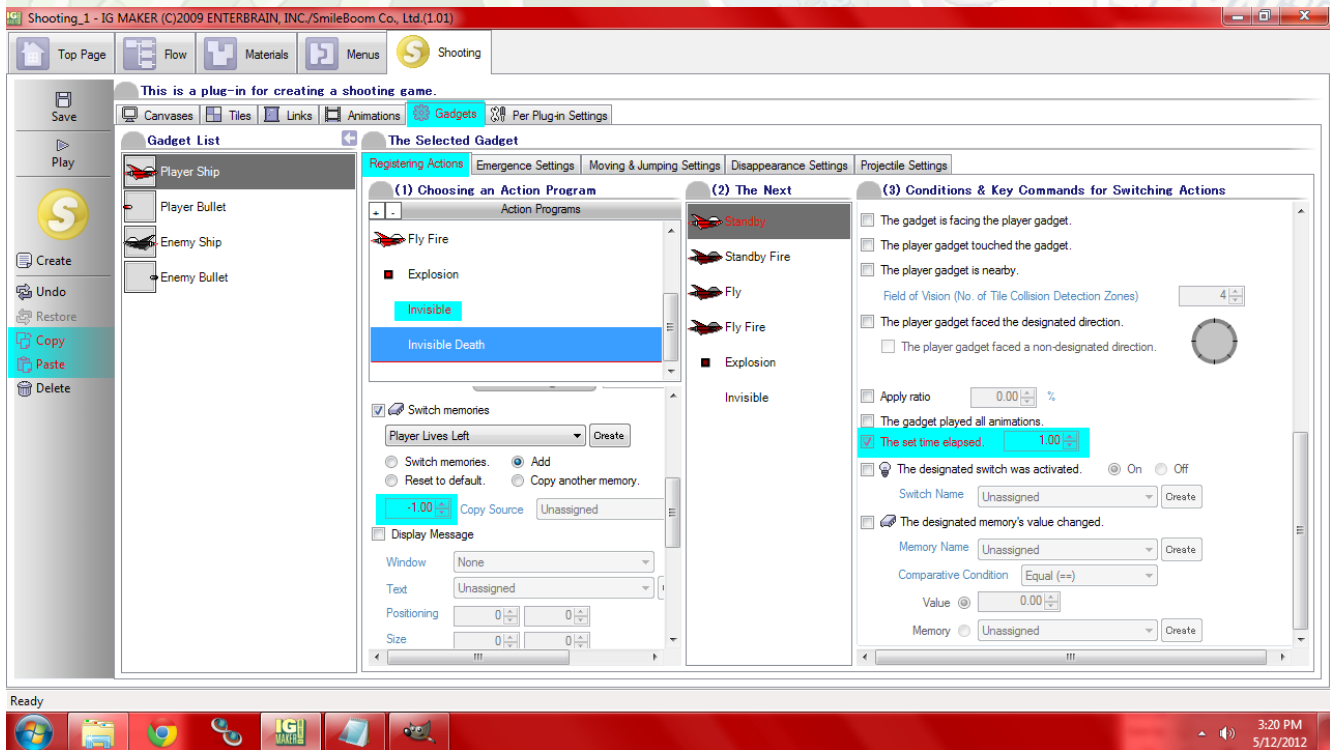 Shooting_1 - IG MAKER (C)2009 ENTERBRAIN, INC./SmileBoom Co., Ltd.(1.01)
Top Page
Flow
Materials
Menus
S
Shooting
Save
Play
S
Create
Undo
Restore
Copy
Paste
Delete
This is a plug-in for creating a shooting game.
Canvases
Tiles
Links
Animations
Gadgets
Per Plug-in Settings
Gadget List
Player Ship
Player Bullet
Enemy Ship
Enemy Bullet
The Selected Gadget
Registering Actions
Emergence Settings
Moving & Jumping Settings
Disappearance Settings
Projectile Settings
(1) Choosing an Action Program
+ - Action Programs
Fly Fire
Explosion
Invisible
Invisible Death
Switch memories
Player Lives Left
Create
Switch memories.
Add
Reset to default.
Copy another memory.
-1.00
Copy Source
Unassigned
Display Message
Window
None
Text
Unassigned
Positioning
0
0
Size
0
0
(2) The Next
Standby
Standby Fire
Fly
Fly Fire
Explosion
Invisible
(3) Conditions & Key Commands for Switching Actions
The gadget is facing the player gadget.
The player gadget touched the gadget.
The player gadget is nearby.
Field of Vision (No. of Tile Collision Detection Zones)
4
The player gadget faced the designated direction.
The player gadget faced a non-designated direction.
Apply ratio
0.00
%
The gadget played all animations.
The set time elapsed.
1.00
The designated switch was activated.
On
Off
Switch Name
Unassigned
Create
The designated memory's value changed.
Memory Name
Unassigned
Create
Comparative Condition
Equal (==)
Value
0.00
Memory
Unassigned
Create
Ready
IG
MAKER
3:20 PM
5/12/2012